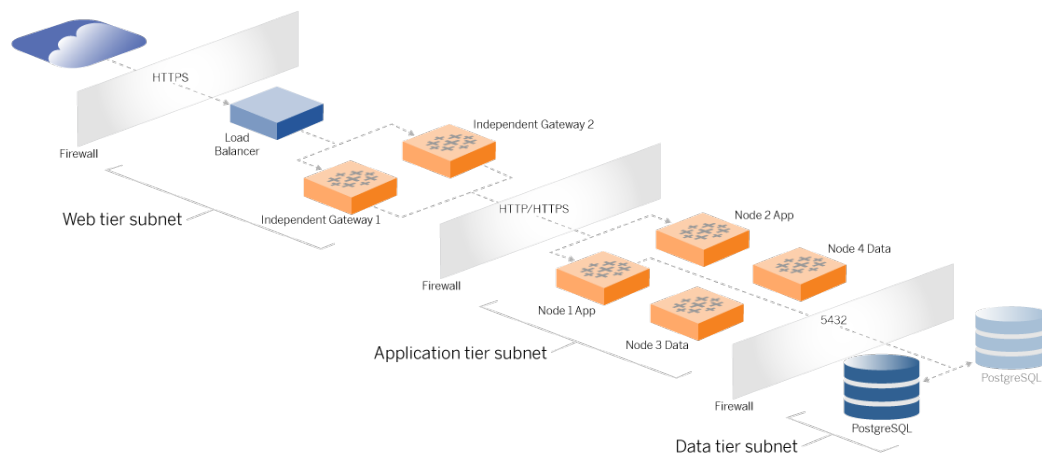 HTTPS
Firewall
Load
Balancer
Independent Gateway 2
Independent Gateway 1
Web tier subnet
HTTP/HTTPS
Firewall
Node 2 App
Node 4 Data
Node 1 App
Node 3 Data
Application tier subnet
5432
Firewall
PostgreSQL
PostgreSQL
Data tier subnet